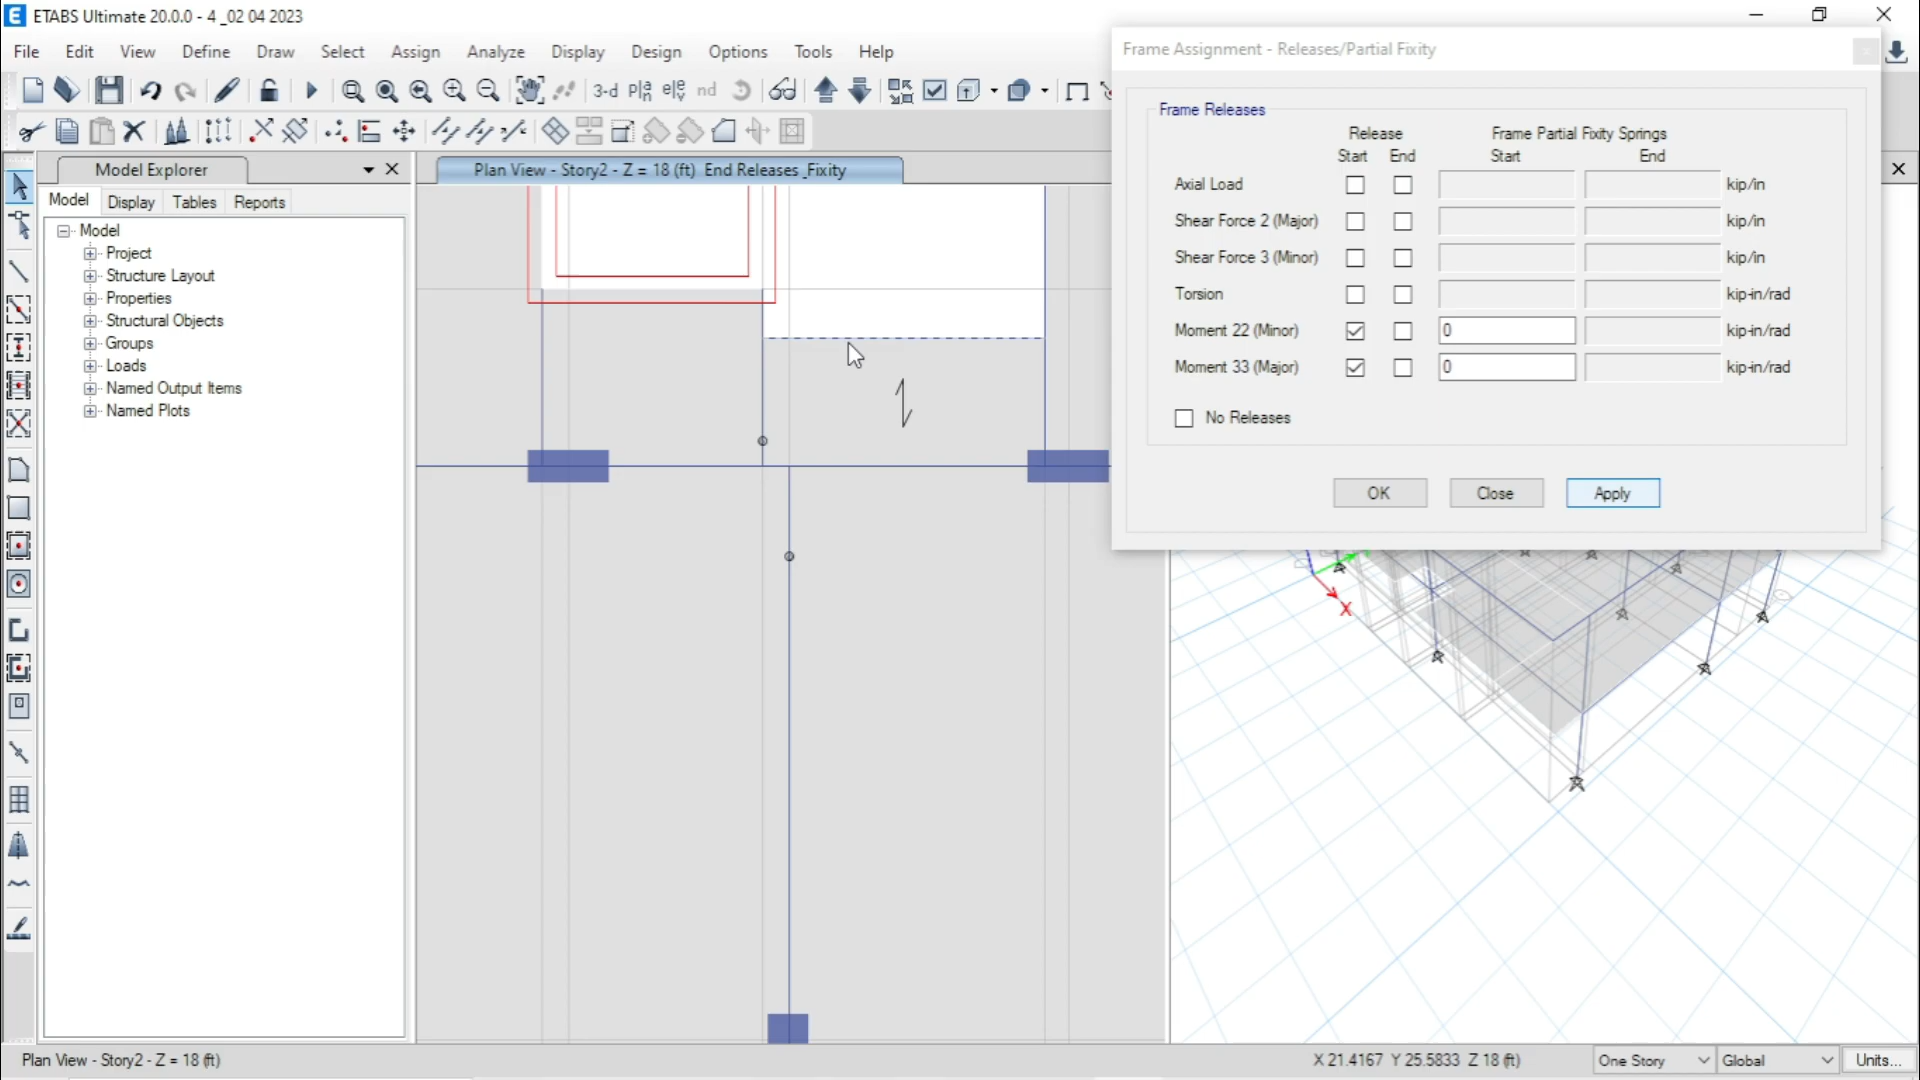 ETABS Ultimate 20.0.0 - 4 _02 04 2023
File Edit View Define Draw Select Assign Analyze Display Design Options Tools Help
3-d
nd
Model Explorer
Model Display Tables Reports
Model
Project
Structure Layout
Properties
Structural Objects
Groups
Loads
Named Output Items
Named Plots
Plan View - Story2 - Z = 18 (ft) End Releases _Fixity
Frame Assignment - Releases/Partial Fixity
Frame Releases
Release Frame Partial Fixity Springs
Start End Start End
Axial Load kip/in
Shear Force 2 (Major) kip/in
Shear Force 3 (Minor) kip/in
Torsion kip-in/rad
Moment 22 (Minor) 0 kip-in/rad
Moment 33 (Major) 0 kip-in/rad
No Releases
OK Close Apply
X
Plan View - Story2 - Z = 18 (ft) X 21.4167 Y 25.5833 Z 18 (ft) One Story Global Units...